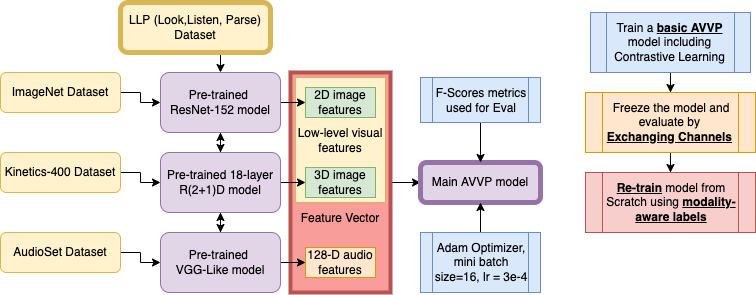 LLP (Look,Listen, Parse)
Dataset
ImageNet Dataset
Pre-trained
ResNet-152 model
2D image
features
Low-level visual
features
Kinetics-400 Dataset
Pre-trained 18-layer
R(2+1)D model
3D image
features
Feature Vector
AudioSet Dataset
Pre-trained
VGG-Like model
128-D audio
features
F-Scores metrics
used for Eval
Main AVVP model
Adam Optimizer,
mini batch
size=16, lr = 3e-4
Train a basic AVVP
model including
Contrastive Learning
Freeze the model and
evaluate by
Exchanging Channels
Re-train model from
Scratch using modality-
aware labels